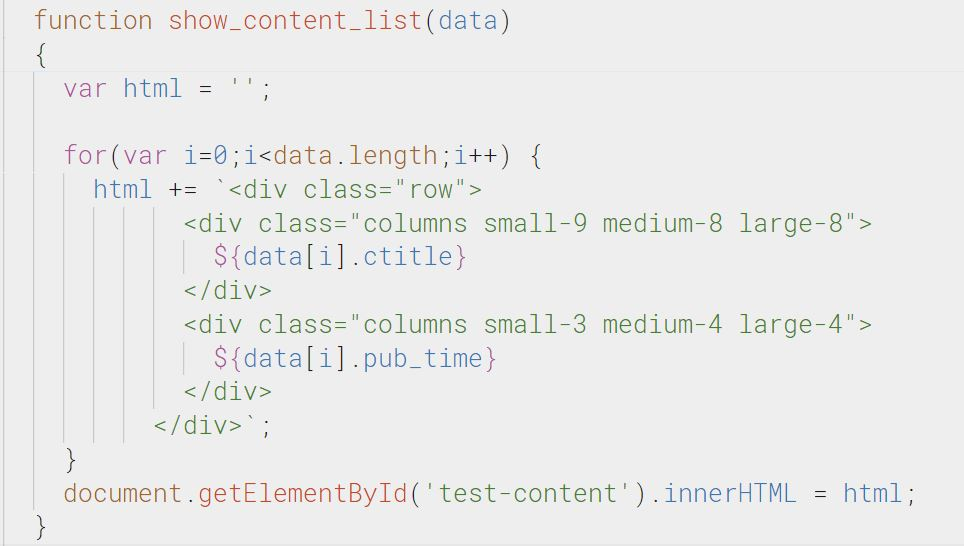 function show_content_list(data)
{
  var html = '';

  for(var i=0;i<data.length;i++) {
    html += `<div class="row">
          <div class="columns small-9 medium-8 large-8">
            ${data[i].ctitle}
          </div>
          <div class="columns small-3 medium-4 large-4">
            ${data[i].pub_time}
          </div>
        </div>`;
  }
  document.getElementById('test-content').innerHTML = html;
}